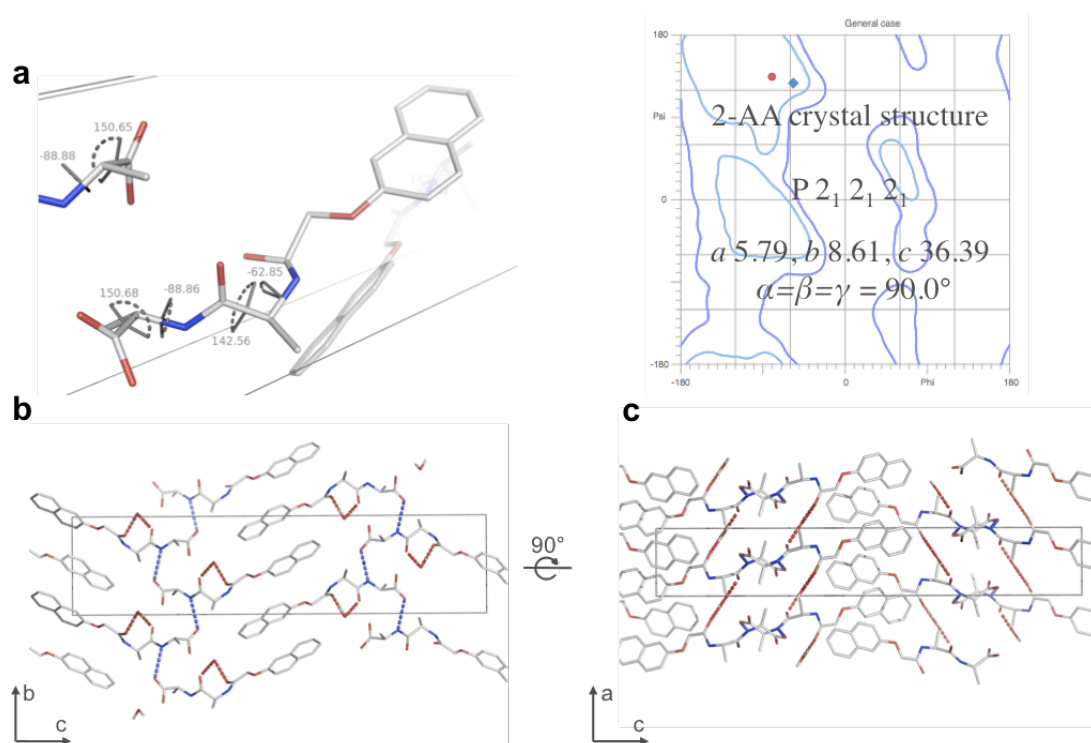 a
150.65
-88.88
-62.85
150.68
-88.86
142.56
General case
180
Psi
0
-180
-180
0
Phi
180
2-AA crystal structure
P 2₁ 2₁ 2₁
a 5.79, b 8.61, c 36.39
α=β=γ = 90.0°
b
c
90°
b
c
a
c